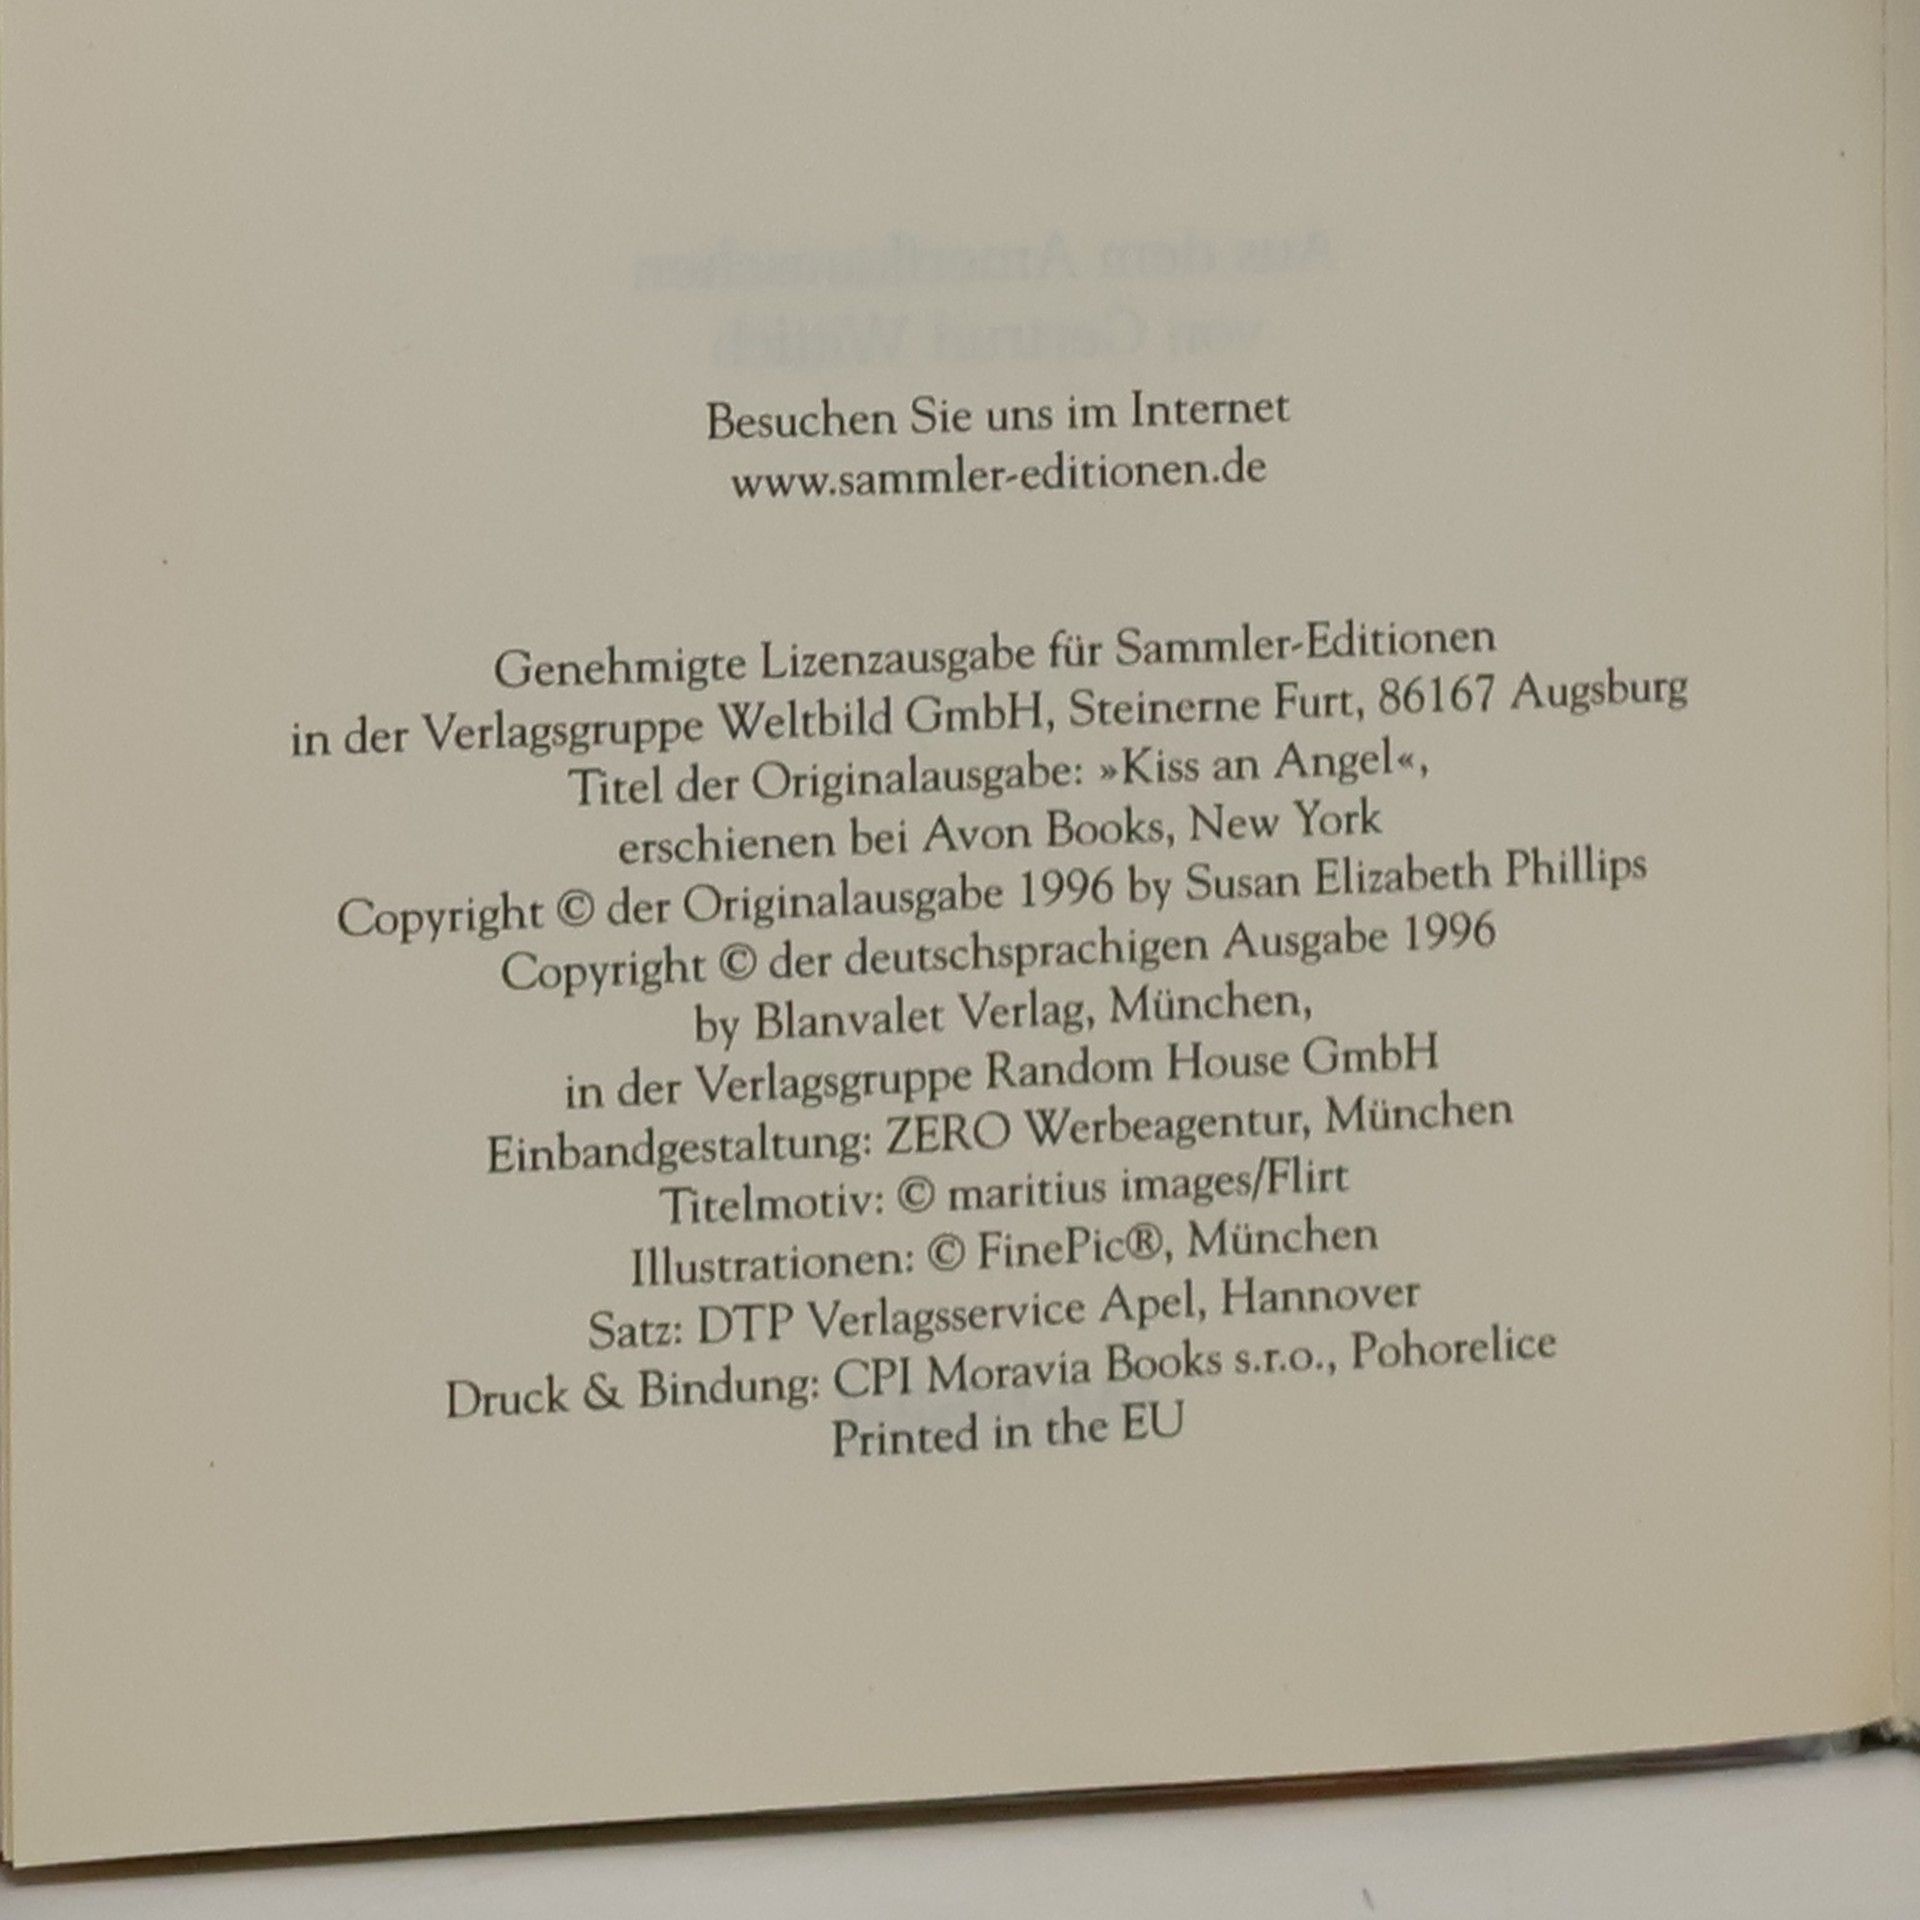 Besuchen Sie uns im Internet
www.sammler-editionen.de
Genehmigte Lizenzausgabe für Sammler-Editionen
in der Verlagsgruppe Weltbild GmbH, Steinerne Furt, 86167 Augsburg
Titel der Originalausgabe: »Kiss an Angel«,
erschienen bei Avon Books, New York
Copyright © der Originalausgabe 1996 by Susan Elizabeth Phillips
Copyright © der deutschsprachigen Ausgabe 1996
by Blanvalet Verlag, München,
in der Verlagsgruppe Random House GmbH
Einbandgestaltung: ZERO Werbeagentur, München
Titelmotiv: © maritius images/Flirt
Illustrationen: © FinePic®, München
Satz: DTP Verlagsservice Apel, Hannover
Druck & Bindung: CPI Moravia Books s.r.o., Pohorelice
Printed in the EU